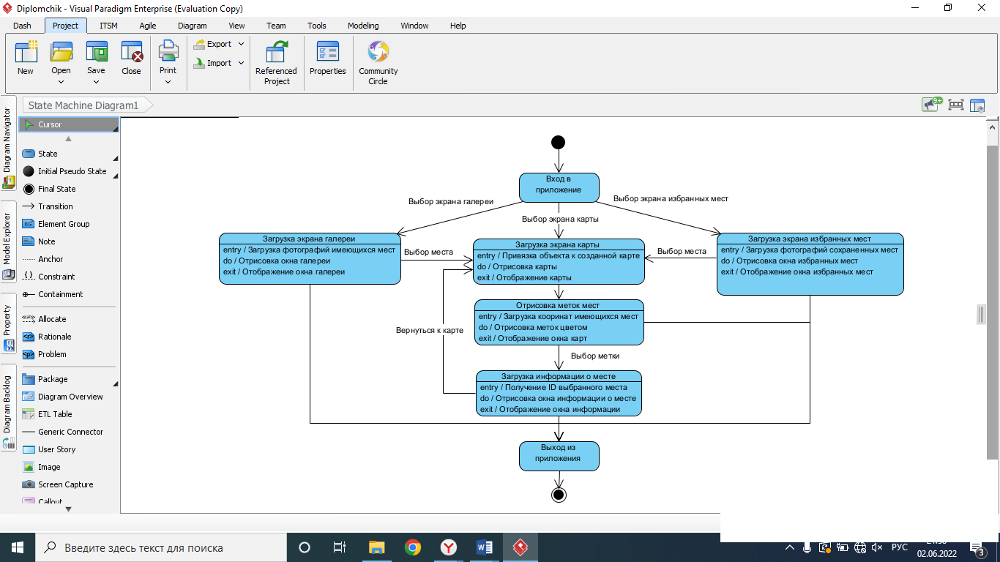 Diplomchik - Visual Paradigm Enterprise (Evaluation Copy)
Dash Project ITSM Agile Diagram View Team Tools Modeling Window Help
New Open Save Close Print Export Import Referenced Project Properties Community Circle
State Machine Diagram1
9+
Diagram Navigator
Model Explorer
Property
Diagram Backlog
Cursor
State
Initial Pseudo State
Final State
Transition
Element Group
Note
Anchor
Constraint
Containment
Allocate
Rationale
Problem
Package
Diagram Overview
ETL Table
Generic Connector
User Story
Image
Screen Capture
Callout
Вход в
приложение
Выбор экрана галереи
Выбор экрана карты
Выбор экрана избранных мест
Загрузка экрана галереи
entry / Загрузка фотографий имеющихся мест
do / Отрисовка окна галереи
exit / Отображение окна галереи
Выбор места
Загрузка экрана карты
entry / Привязка объекта к созданной карте
do / Отрисовка карты
exit / Отображение карты
Выбор места
Загрузка экрана избранных мест
entry / Загрузка фотографий сохраненных мест
do / Отрисовка окна избранных мест
exit / Отображение окна избранных мест
Отрисовка меток мест
entry / Загрузка кооринат имеющихся мест
do / Отрисовка меток цветом
exit / Отображение окна карт
Вернуться к карте
Выбор метки
Загрузка информации о месте
entry / Получение ID выбранного места
do / Отрисовка окна информации о месте
exit / Отображение окна информации
Выход из
приложения
Введите здесь текст для поиска
РУС
02.06.2022
3